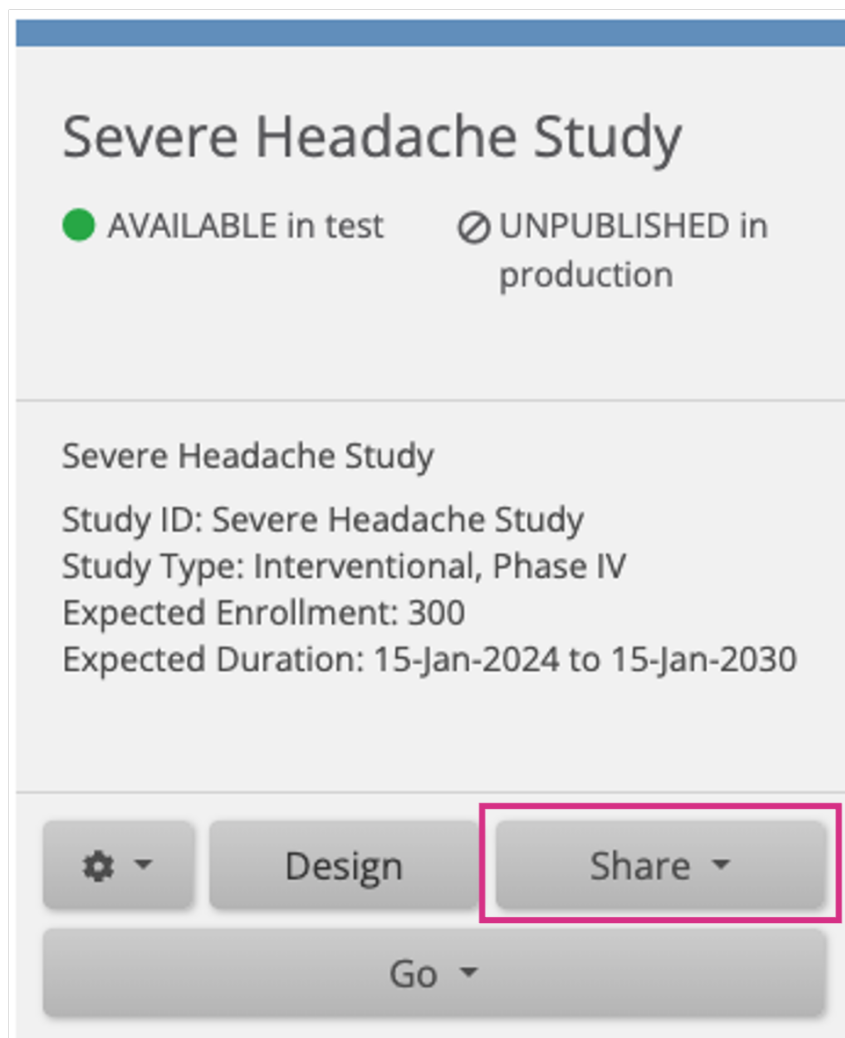 Severe Headache Study
AVAILABLE in test
UNPUBLISHED in
production
Severe Headache Study
Study ID: Severe Headache Study
Study Type: Interventional, Phase IV
Expected Enrollment: 300
Expected Duration: 15-Jan-2024 to 15-Jan-2030
Design
Share
Go